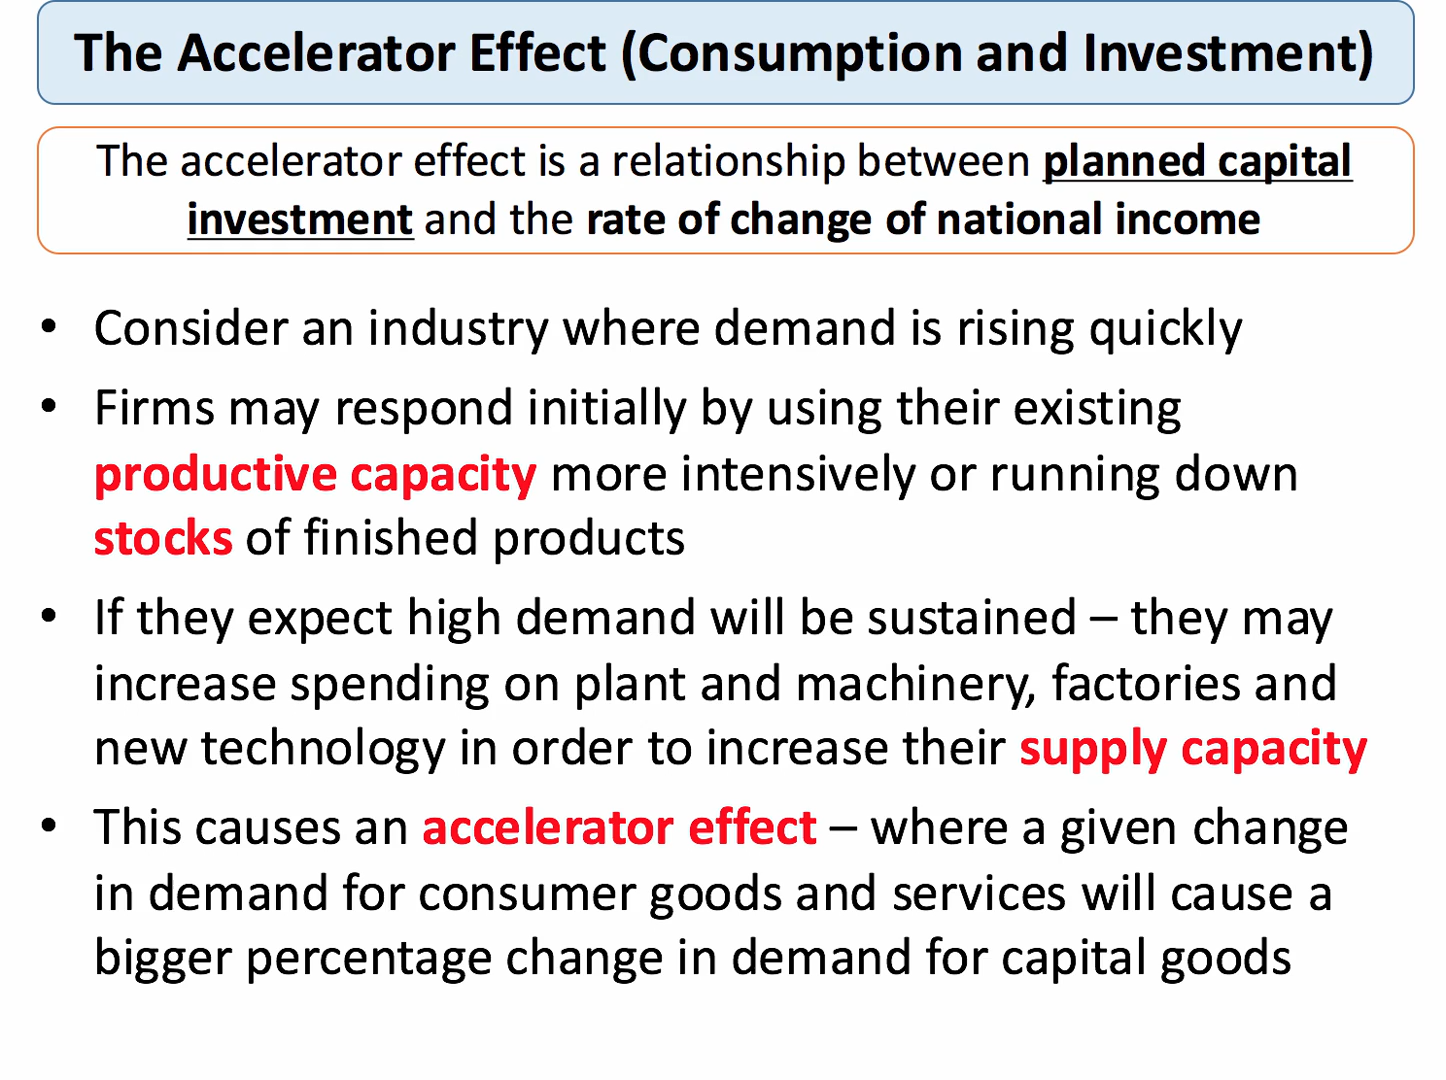 The Accelerator Effect (Consumption and Investment)
The accelerator effect is a relationship between planned capital
investment and the rate of change of national income
• Consider an industry where demand is rising quickly
• Firms may respond initially by using their existing
productive capacity more intensively or running down
stocks of finished products
• If they expect high demand will be sustained – they may
increase spending on plant and machinery, factories and
new technology in order to increase their supply capacity
• This causes an accelerator effect – where a given change
in demand for consumer goods and services will cause a
bigger percentage change in demand for capital goods